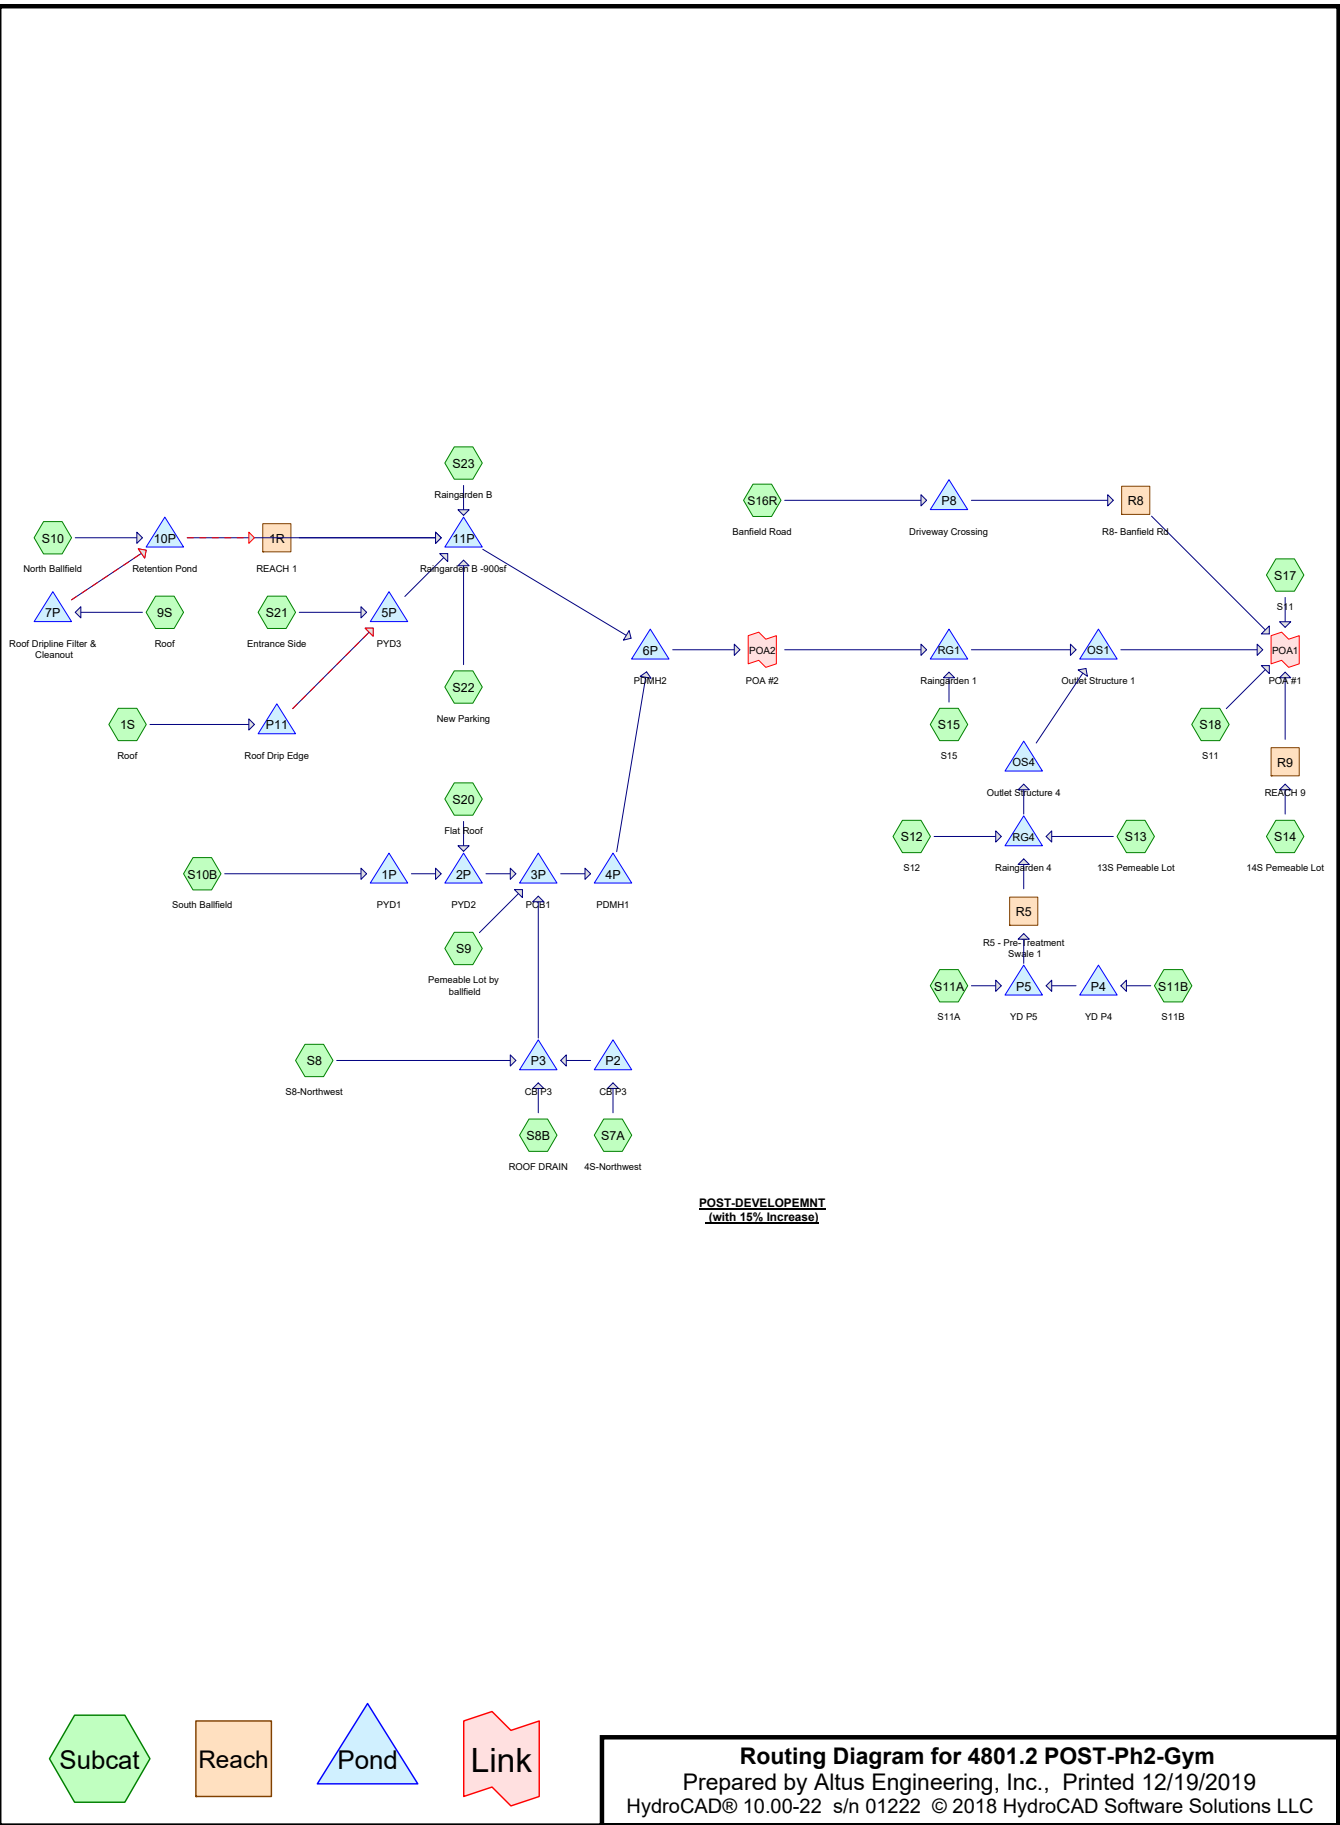 S23
Raingarden B
S16R
Banfield Road
P8
Driveway Crossing
R8
R8- Banfield Rd
S10
North Ballfield
10P
Retention Pond
1R
REACH 1
11P
Raingarden B -900sf
S17
S11
7P
Roof Dripline Filter &
Cleanout
9S
Roof
S21
Entrance Side
5P
PYD3
6P
PDMH2
POA2
POA #2
RG1
Raingarden 1
OS1
Outlet Structure 1
POA1
POA #1
S22
New Parking
1S
Roof
P11
Roof Drip Edge
S15
S15
S18
S11
OS4
Outlet Structure 4
R9
REACH 9
S20
Flat Roof
S12
S12
RG4
Raingarden 4
S13
13S Pemeable Lot
S14
14S Pemeable Lot
S10B
South Ballfield
1P
PYD1
2P
PYD2
3P
PCB1
4P
PDMH1
R5
R5 - Pre-Treatment
Swale 1
S9
Pemeable Lot by
ballfield
S11A
S11A
P5
YD P5
P4
YD P4
S11B
S11B
S8
S8-Northwest
P3
CB P3
P2
CB P3
S8B
ROOF DRAIN
S7A
4S-Northwest
POST-DEVELOPEMNT
(with 15% Increase)
Subcat
Reach
Pond
Link
Routing Diagram for 4801.2 POST-Ph2-Gym
Prepared by Altus Engineering, Inc., Printed 12/19/2019
HydroCAD® 10.00-22 s/n 01222 © 2018 HydroCAD Software Solutions LLC